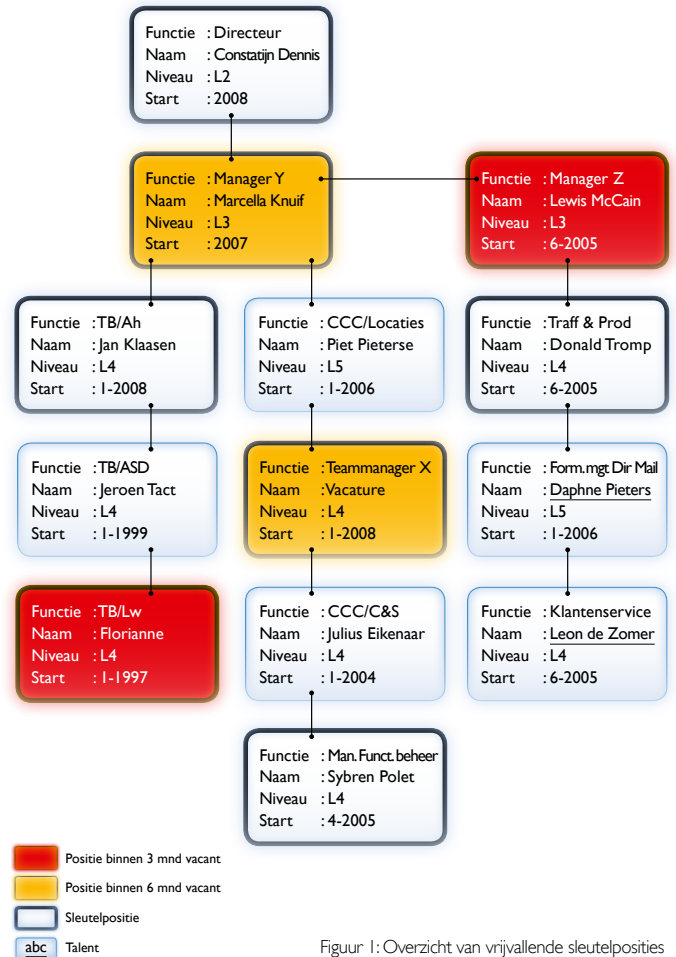 Functie : Directeur
Naam : Constatijn Dennis
Niveau : L2
Start : 2008
Functie : Manager Y
Naam : Marcella Knuif
Niveau : L3
Start : 2007
Functie : Manager Z
Naam : Lewis McCain
Niveau : L3
Start : 6-2005
Functie : TB/Ah
Naam : Jan Klaasen
Niveau : L4
Start : 1-2008
Functie : CCC/Locaties
Naam : Piet Pieterse
Niveau : L5
Start : 1-2006
Functie : Traff & Prod
Naam : Donald Tromp
Niveau : L4
Start : 6-2005
Functie : TB/ASD
Naam : Jeroen Tact
Niveau : L4
Start : 1-1999
Functie : Teammanager X
Naam : Vacature
Niveau : L4
Start : 1-2008
Functie : Form. mgt Dir Mail
Naam : Daphne Pieters
Niveau : L5
Start : 1-2006
Functie : TB/Lw
Naam : Florianne
Niveau : L4
Start : 1-1997
Functie : CCC/C&S
Naam : Julius Eikenaar
Niveau : L4
Start : 1-2004
Functie : Klantenservice
Naam : Leon de Zomer
Niveau : L4
Start : 6-2005
Functie : Man. Funct. beheer
Naam : Sybren Polet
Niveau : L4
Start : 4-2005
Positie binnen 3 mnd vacant
Positie binnen 6 mnd vacant
Sleutelpositie
abc Talent
Figuur 1: Overzicht van vrijvallende sleutelposities